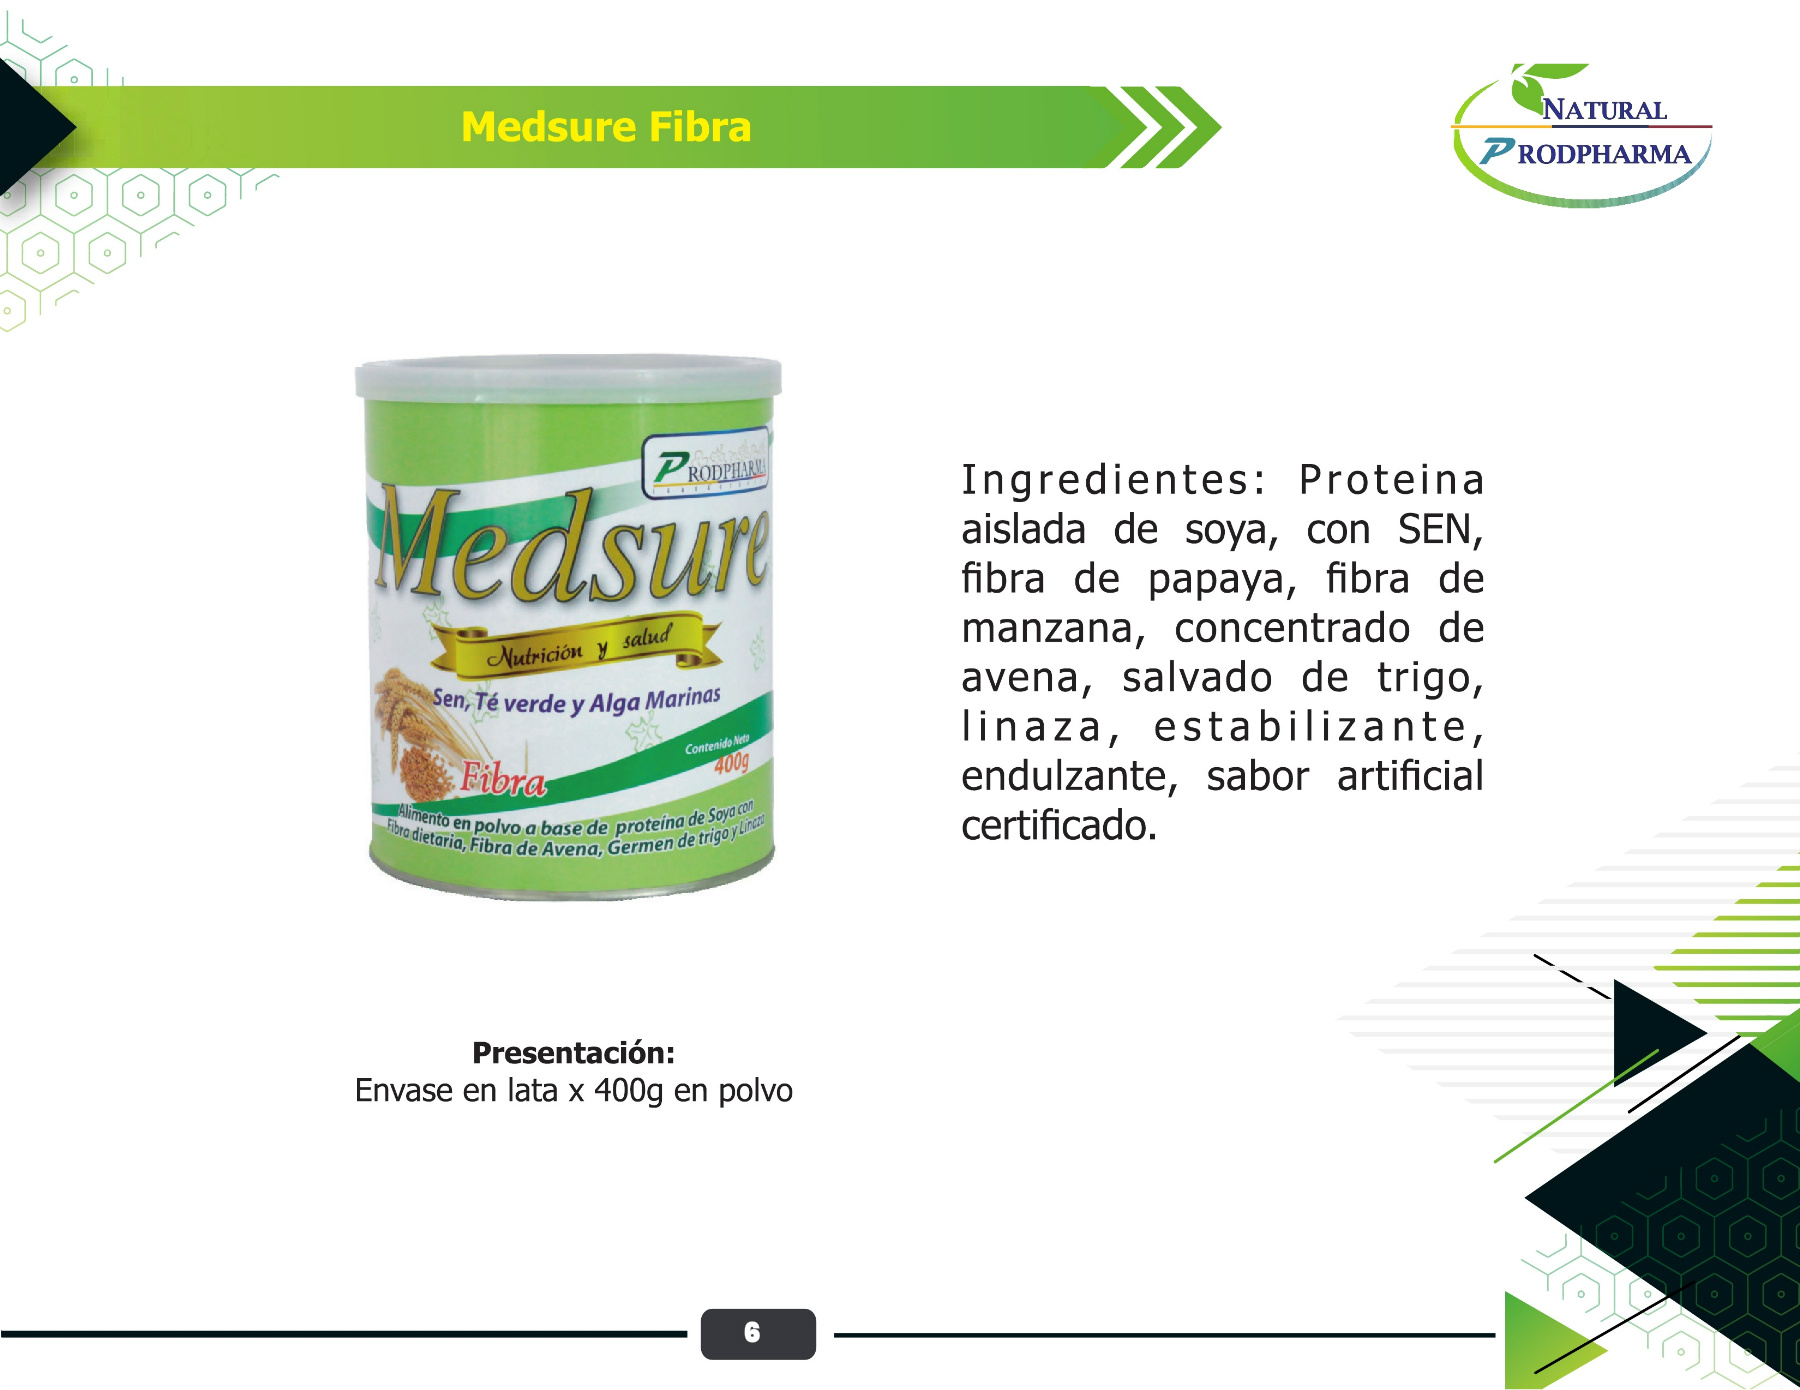 Medsure Fibra
NATURAL
PRODPHARMA
PRODPHARMA
Medsure
Nutrición y salud
Sen, Té verde y Alga Marinas
Contenido Neto
400g
Fibra
Alimento en polvo a base de proteína de Soya con
Fibra dietaria, Fibra de Avena, Germen de trigo y Linaza
Ingredientes: Proteina
aislada de soya, con SEN,
fibra de papaya, fibra de
manzana, concentrado de
avena, salvado de trigo,
linaza, estabilizante,
endulzante, sabor artificial
certificado.
Presentación:
Envase en lata x 400g en polvo
6